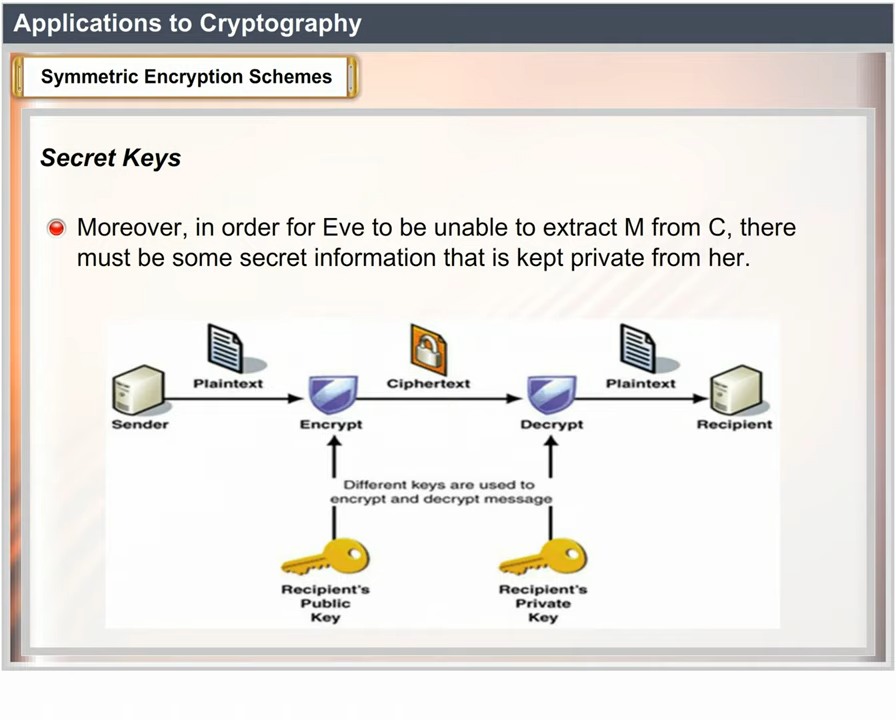 Applications to Cryptography
Symmetric Encryption Schemes
Secret Keys
Moreover, in order for Eve to be unable to extract M from C, there
must be some secret information that is kept private from her.
Plaintext
Ciphertext
Plaintext
Sender
Encrypt
Decrypt
Recipient
Different keys are used to
encrypt and decrypt message
Recipient's
Public
Key
Recipient's
Private
Key